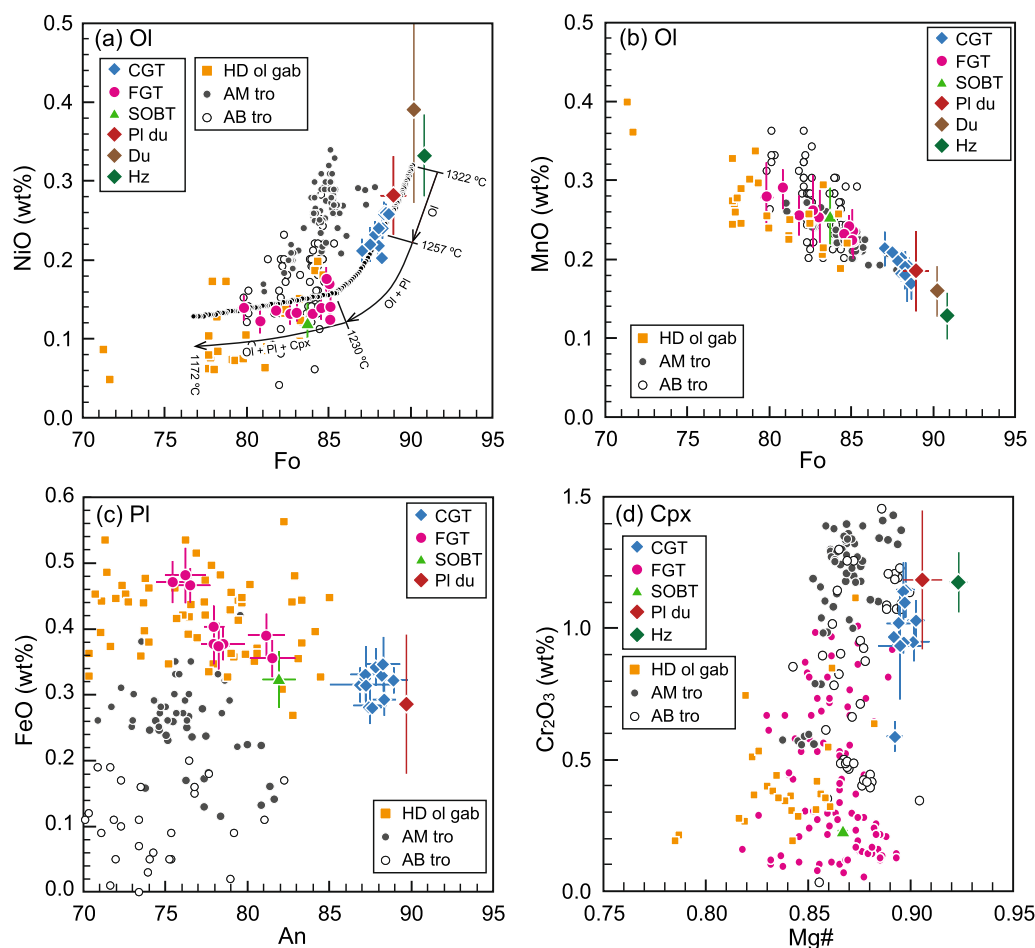 (a) Ol
CGT
FGT
SOBT
Pl du
Du
Hz
HD ol gab
AM tro
AB tro
1322 ºC
Ol
1257 ºC
Ol + Pl
1230 ºC
Ol + Pl + Cpx
1172 ºC
NiO (wt%)
0.5
0.4
0.3
0.2
0.1
0.0
70 75 80 85 90 95
Fo
(b) Ol
CGT
FGT
SOBT
Pl du
Du
Hz
HD ol gab
AM tro
AB tro
MnO (wt%)
0.5
0.4
0.3
0.2
0.1
0.0
70 75 80 85 90 95
Fo
(c) Pl
CGT
FGT
SOBT
Pl du
HD ol gab
AM tro
AB tro
FeO (wt%)
0.6
0.5
0.4
0.3
0.2
0.1
0.0
70 75 80 85 90 95
An
(d) Cpx
CGT
FGT
SOBT
Pl du
Hz
HD ol gab
AM tro
AB tro
Cr₂O₃ (wt%)
1.5
1.0
0.5
0.0
0.75 0.80 0.85 0.90 0.95
Mg#